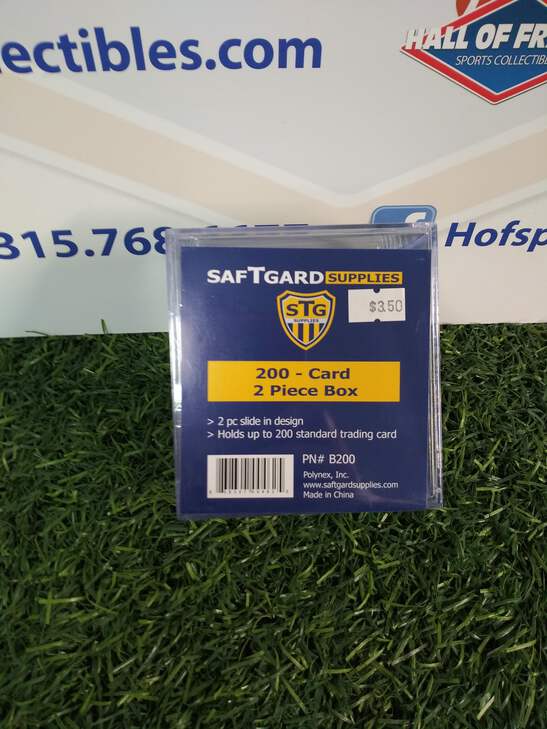 ectibles.com
HALL OF FR
SPORTS COLLECTIBLE
815.768
f Hofsp
SAFTGARD SUPPLIES
STG
SUPPLIES
$3.50
200 - Card
2 Piece Box
> 2 pc slide in design
> Holds up to 200 standard trading card
PN# B200
Polynex, Inc.
www.saftgardsupplies.com
Made in China